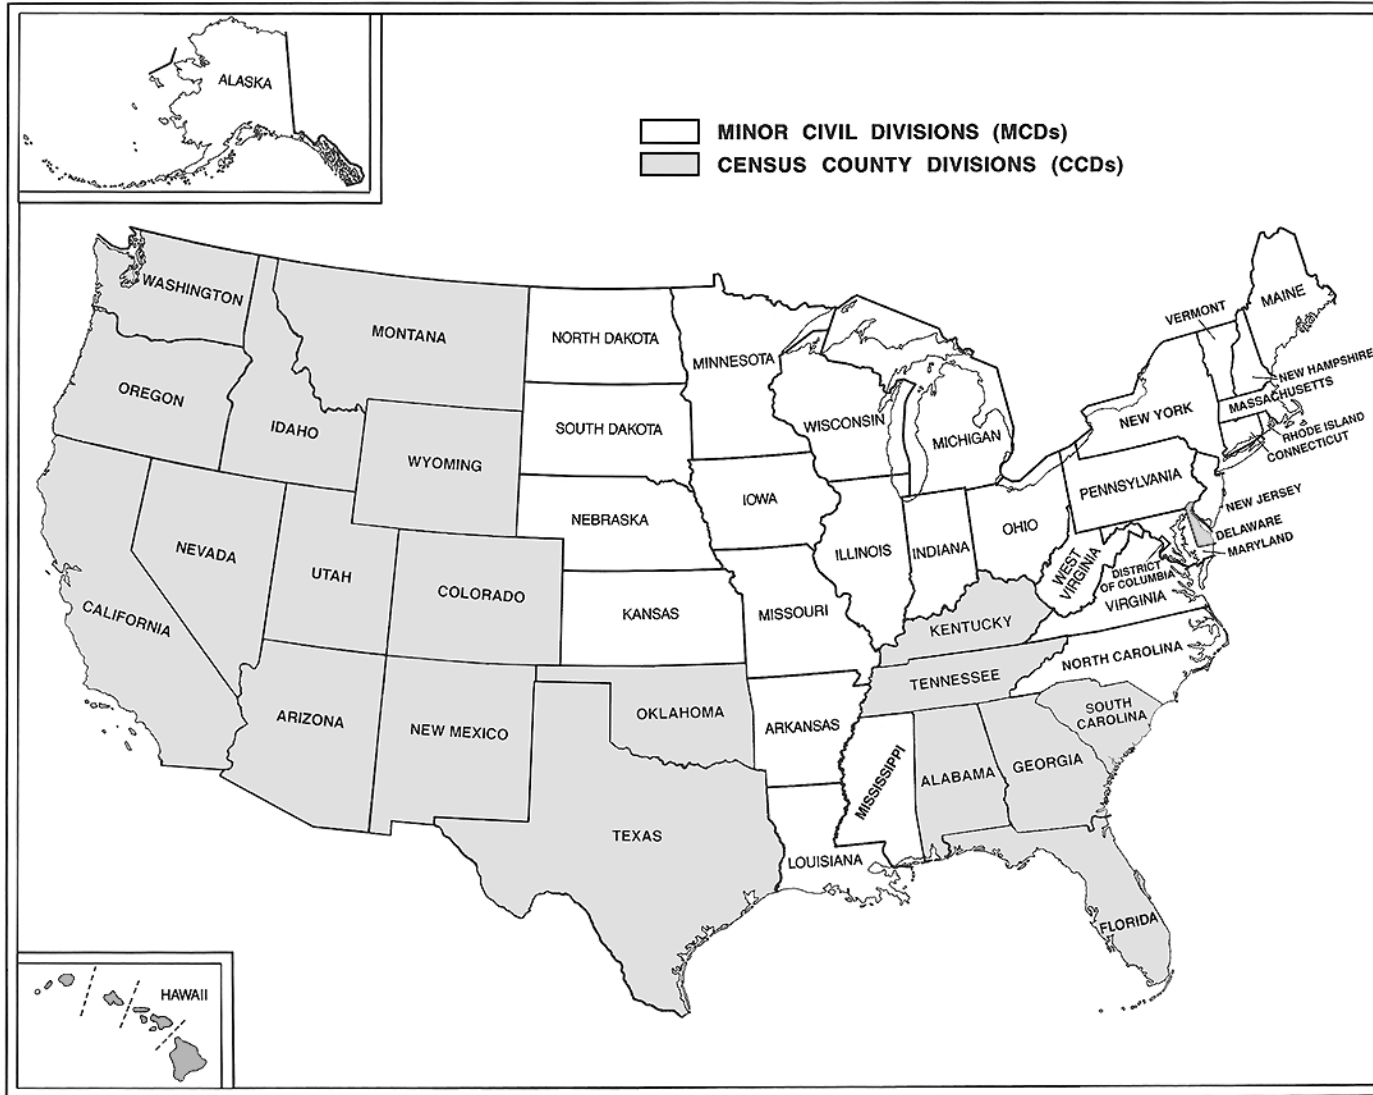 ALASKA
MINOR CIVIL DIVISIONS (MCDs)
CENSUS COUNTY DIVISIONS (CCDs)
WASHINGTON
MONTANA
NORTH DAKOTA
MINNESOTA
VERMONT
MAINE
OREGON
IDAHO
WYOMING
SOUTH DAKOTA
WISCONSIN
MICHIGAN
NEW YORK
NEW HAMPSHIRE
MASSACHUSETTS
RHODE ISLAND
CONNECTICUT
NEVADA
UTAH
COLORADO
NEBRASKA
IOWA
ILLINOIS
INDIANA
OHIO
PENNSYLVANIA
NEW JERSEY
DELAWARE
MARYLAND
WEST
VIRGINIA
DISTRICT
OF COLUMBIA
VIRGINIA
CALIFORNIA
KANSAS
MISSOURI
KENTUCKY
NORTH CAROLINA
TENNESSEE
ARIZONA
NEW MEXICO
OKLAHOMA
ARKANSAS
SOUTH
CAROLINA
MISSISSIPPI
ALABAMA
GEORGIA
TEXAS
LOUISIANA
FLORIDA
HAWAII